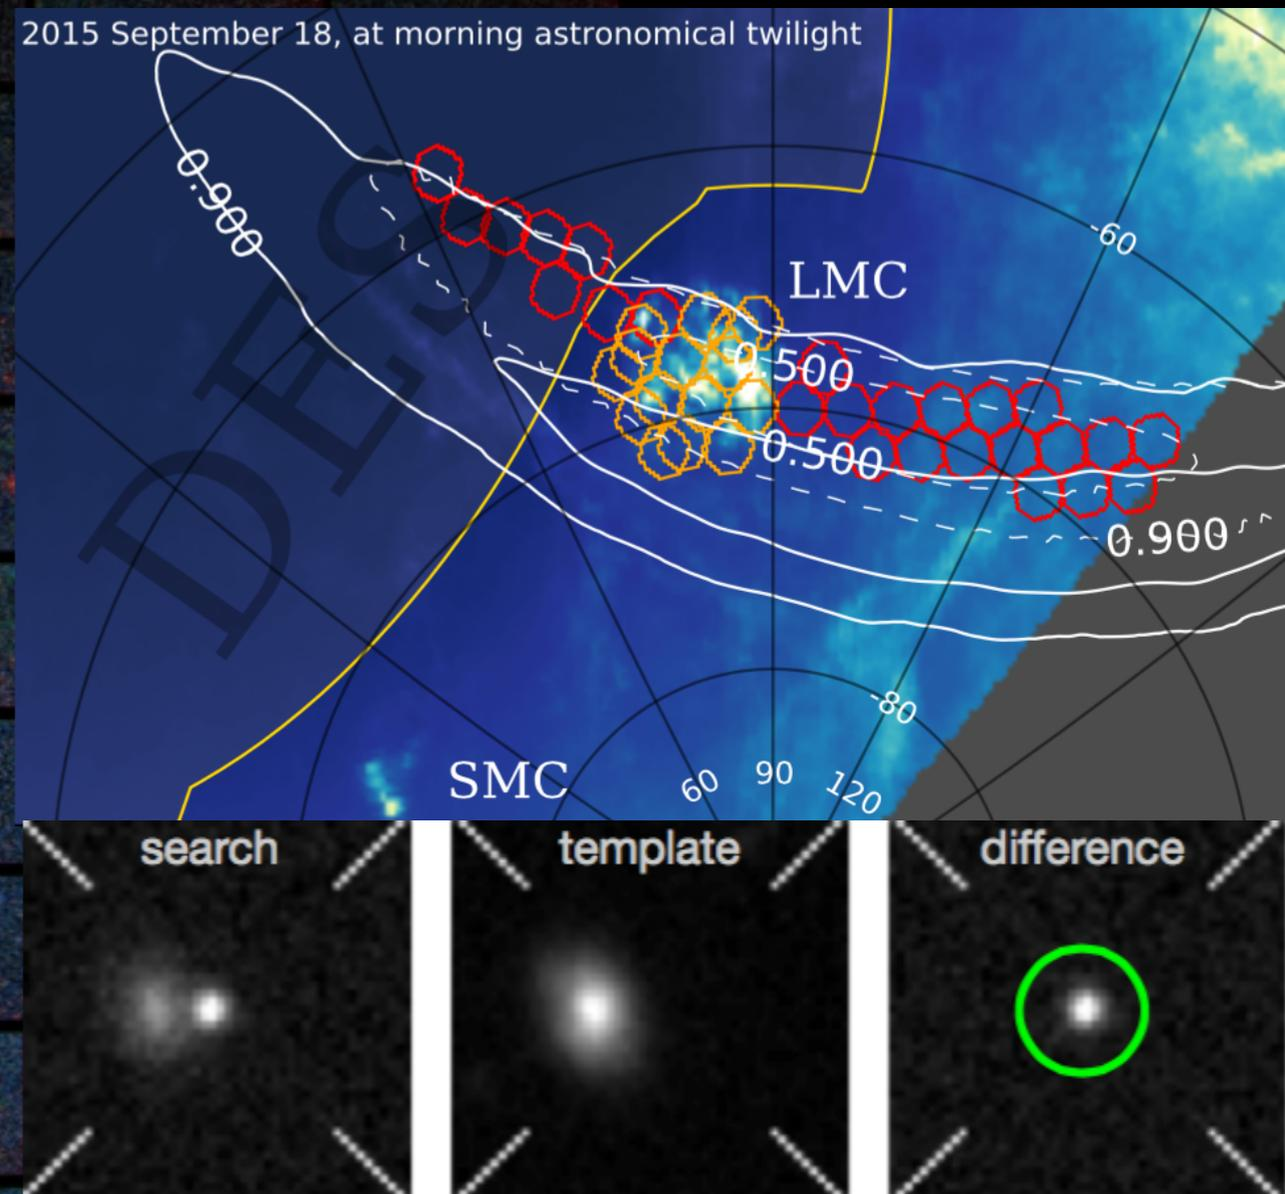 2015 September 18, at morning astronomical twilight
0.900
DES
-60
LMC
0.500
0.500
0.900
-80
SMC
60
90
120
search
template
difference